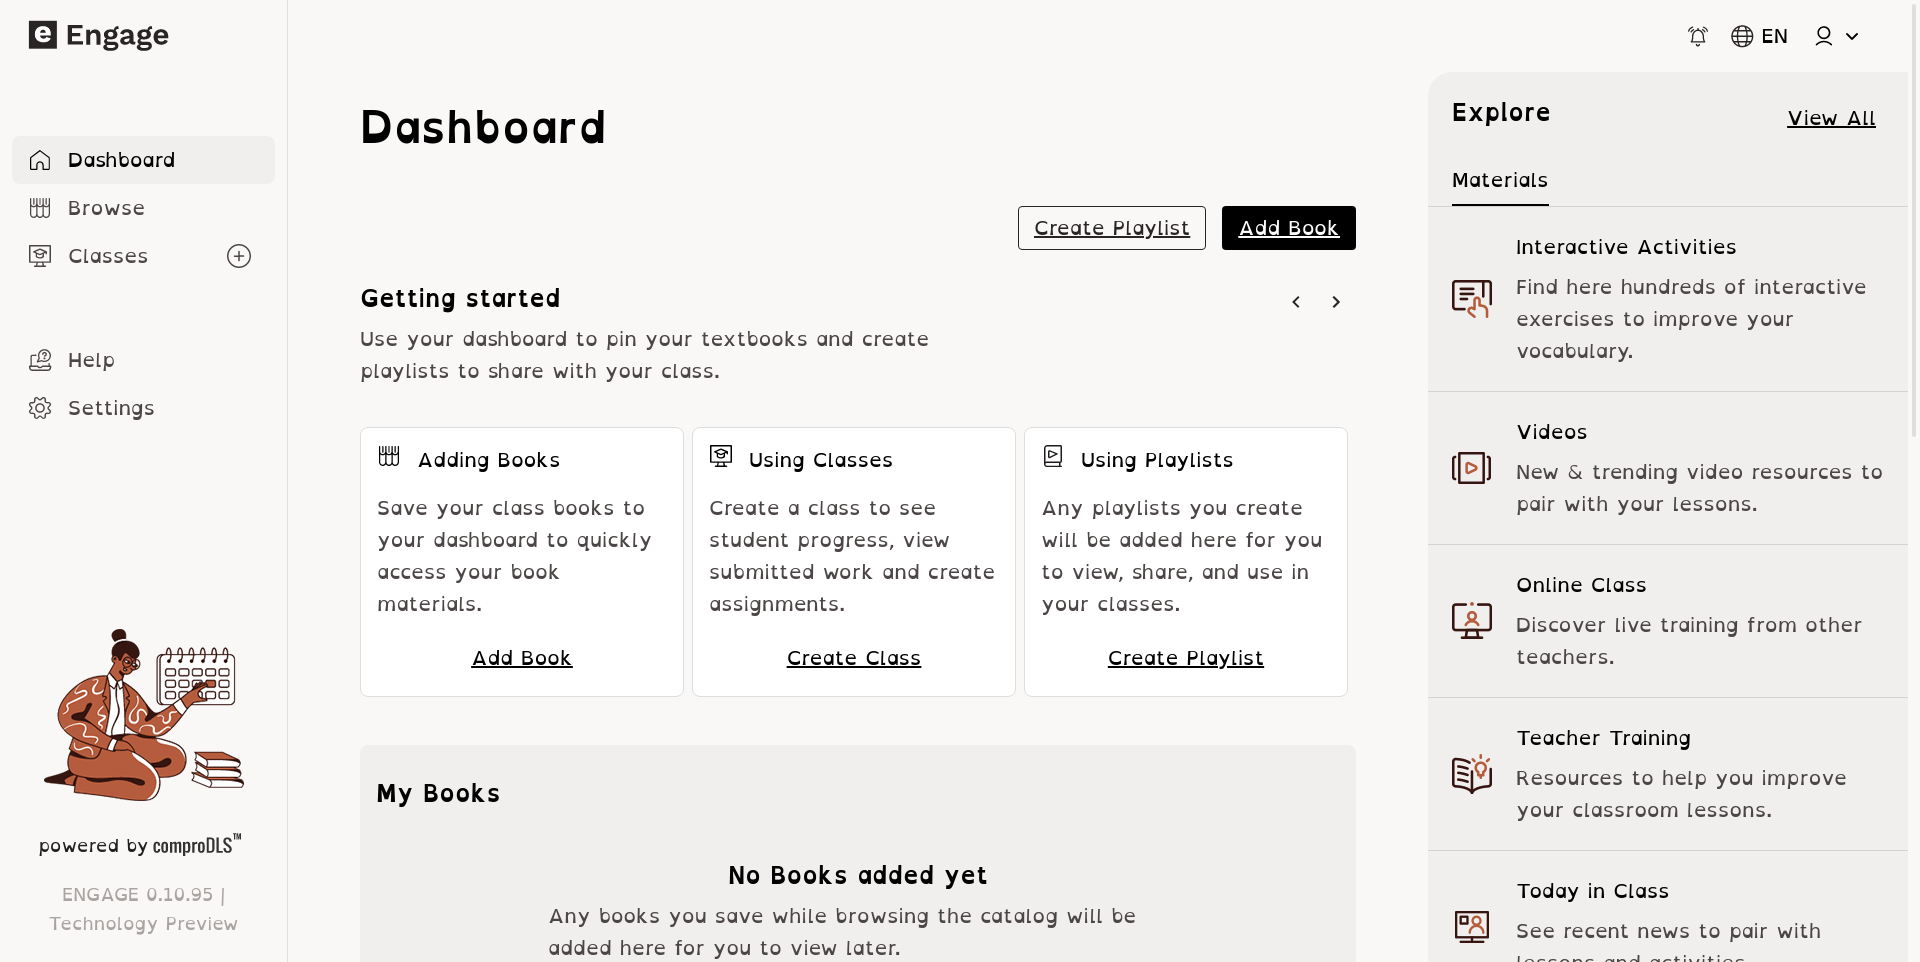 Engage
Dashboard
Browse
Classes
Help
Settings
powered by comproDLS™
ENGAGE 0.10.95 |
Technology Preview
EN
Dashboard
Create Playlist
Add Book
Getting started
Use your dashboard to pin your textbooks and create
playlists to share with your class.
Adding Books
Save your class books to
your dashboard to quickly
access your book
materials.
Add Book
Using Classes
Create a class to see
student progress, view
submitted work and create
assignments.
Create Class
Using Playlists
Any playlists you create
will be added here for you
to view, share, and use in
your classes.
Create Playlist
My Books
No Books added yet
Any books you save while browsing the catalog will be
added here for you to view later.
Explore
View All
Materials
Interactive Activities
Find here hundreds of interactive
exercises to improve your
vocabulary.
Videos
New & trending video resources to
pair with your lessons.
Online Class
Discover live training from other
teachers.
Teacher Training
Resources to help you improve
your classroom lessons.
Today in Class
See recent news to pair with
lessons and activities.